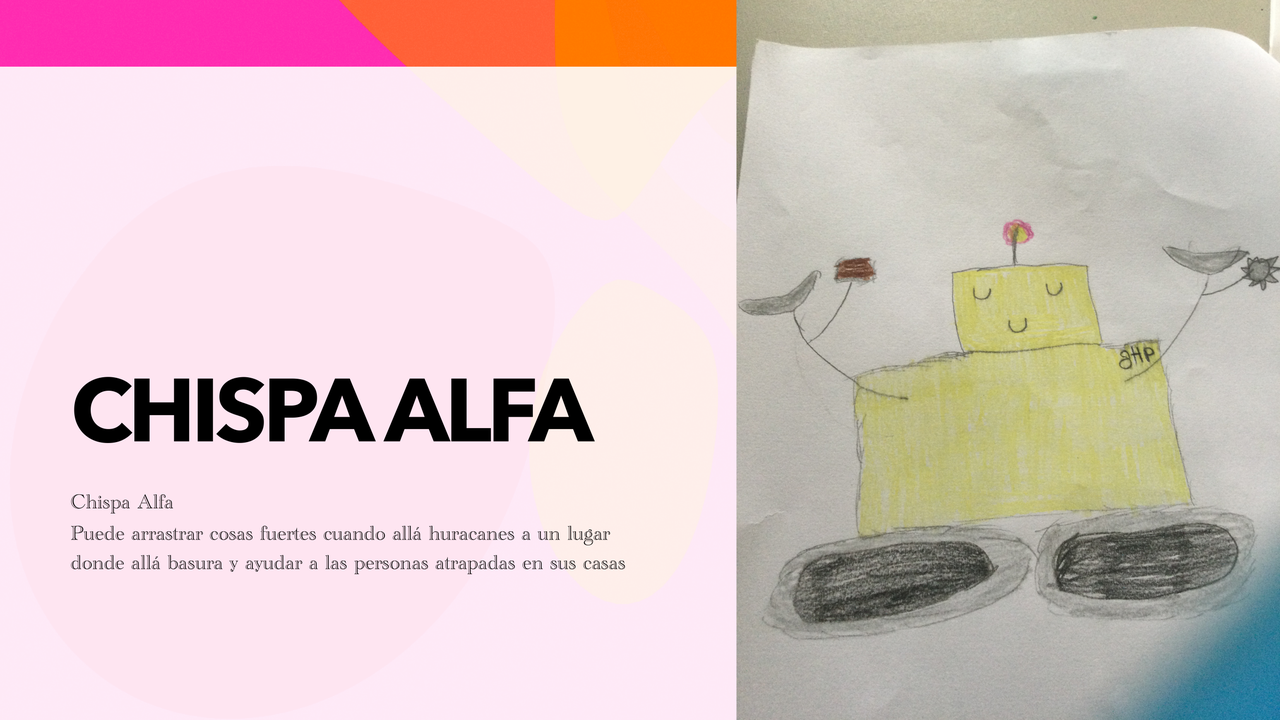 CHISPA ALFA
Chispa Alfa
Puede arrastrar cosas fuertes cuando allá huracanes a un lugar
donde allá basura y ayudar a las personas atrapadas en sus casas
aHP